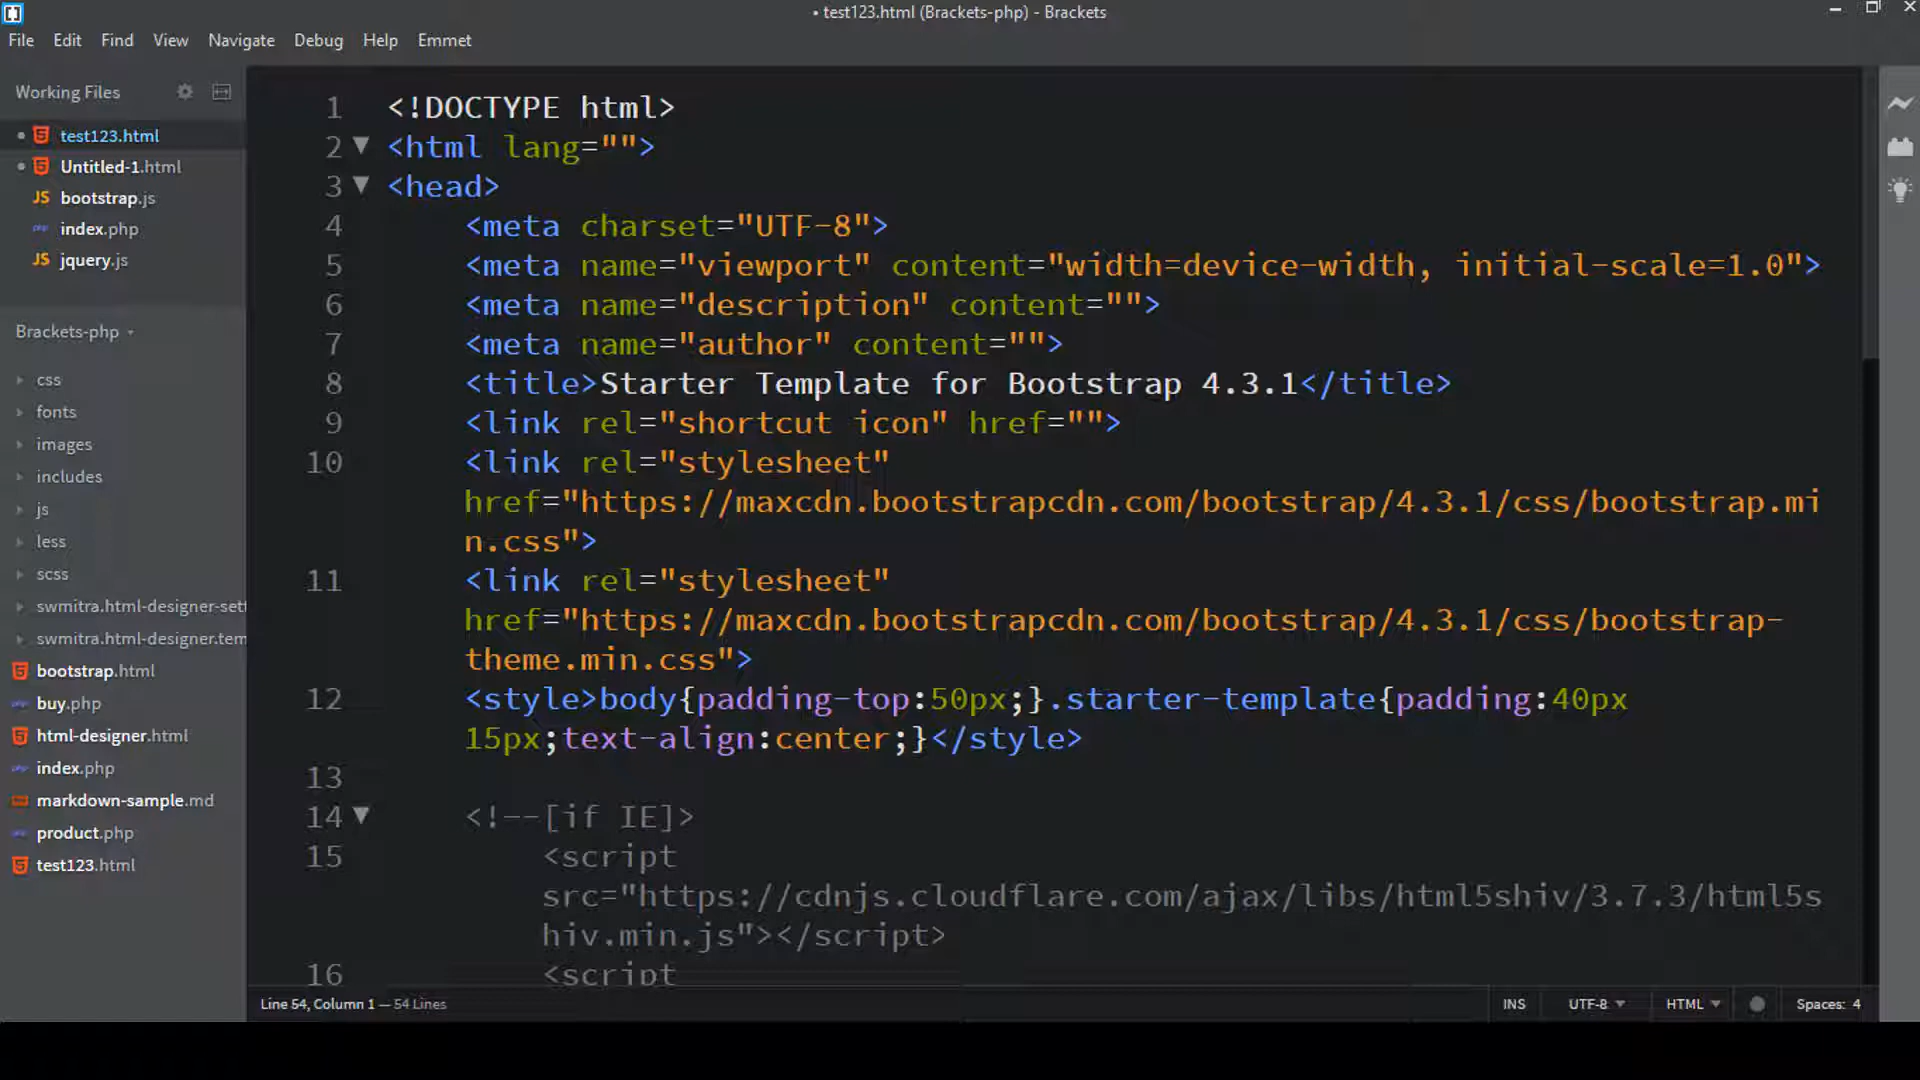 • test123.html (Brackets-php) - Brackets
File Edit Find View Navigate Debug Help Emmet
Working Files
test123.html
Untitled-1.html
JS bootstrap.js
index.php
JS jquery.js
Brackets-php
css
fonts
images
includes
js
less
scss
swmitra.html-designer-sett
swmitra.html-designer.tem
bootstrap.html
buy.php
html-designer.html
index.php
markdown-sample.md
product.php
test123.html
1 <!DOCTYPE html>
2 <html lang="">
3 <head>
4 <meta charset="UTF-8">
5 <meta name="viewport" content="width=device-width, initial-scale=1.0">
6 <meta name="description" content="">
7 <meta name="author" content="">
8 <title>Starter Template for Bootstrap 4.3.1</title>
9 <link rel="shortcut icon" href="">
10 <link rel="stylesheet"
href="https://maxcdn.bootstrapcdn.com/bootstrap/4.3.1/css/bootstrap.mi
n.css">
11 <link rel="stylesheet"
href="https://maxcdn.bootstrapcdn.com/bootstrap/4.3.1/css/bootstrap-
theme.min.css">
12 <style>body{padding-top:50px;}.starter-template{padding:40px
15px;text-align:center;}</style>
13
14 <!--[if IE]>
15 <script
src="https://cdnjs.cloudflare.com/ajax/libs/html5shiv/3.7.3/html5s
hiv.min.js"></script>
16 <script
Line 54, Column 1 — 54 Lines
INS UTF-8 HTML Spaces: 4